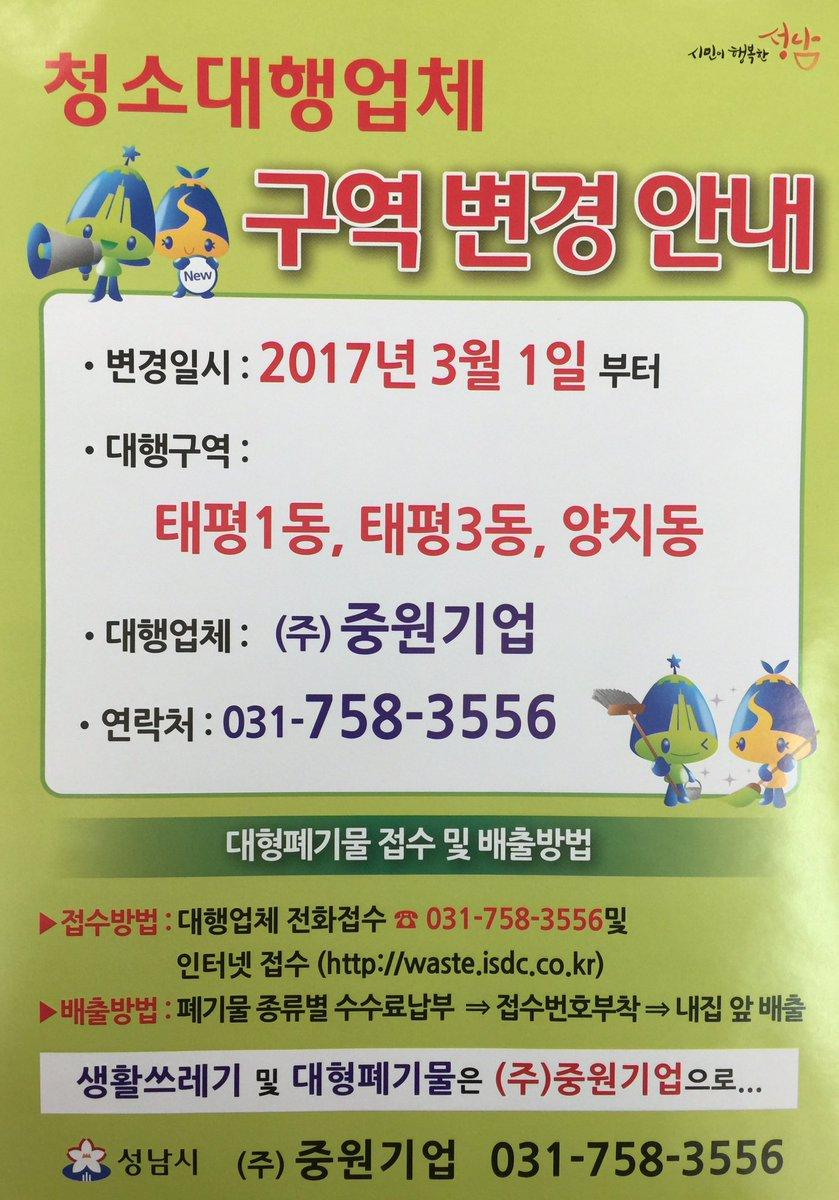 시민이 행복한 성남
청소대행업체
구역 변경 안내
New
• 변경일시 : 2017년 3월 1일 부터
• 대행구역 :
태평1동, 태평3동, 양지동
• 대행업체 : (주) 중원기업
• 연락처 : 031-758-3556
대형폐기물 접수 및 배출방법
▶접수방법 : 대행업체 전화접수 ☎ 031-758-3556및
인터넷 접수 (http://waste.isdc.co.kr)
▶배출방법 : 폐기물 종류별 수수료납부 ⇒ 접수번호부착 ⇒ 내집 앞 배출
생활쓰레기 및 대형폐기물은 (주)중원기업으로...
성남시 (주) 중원기업 031-758-3556